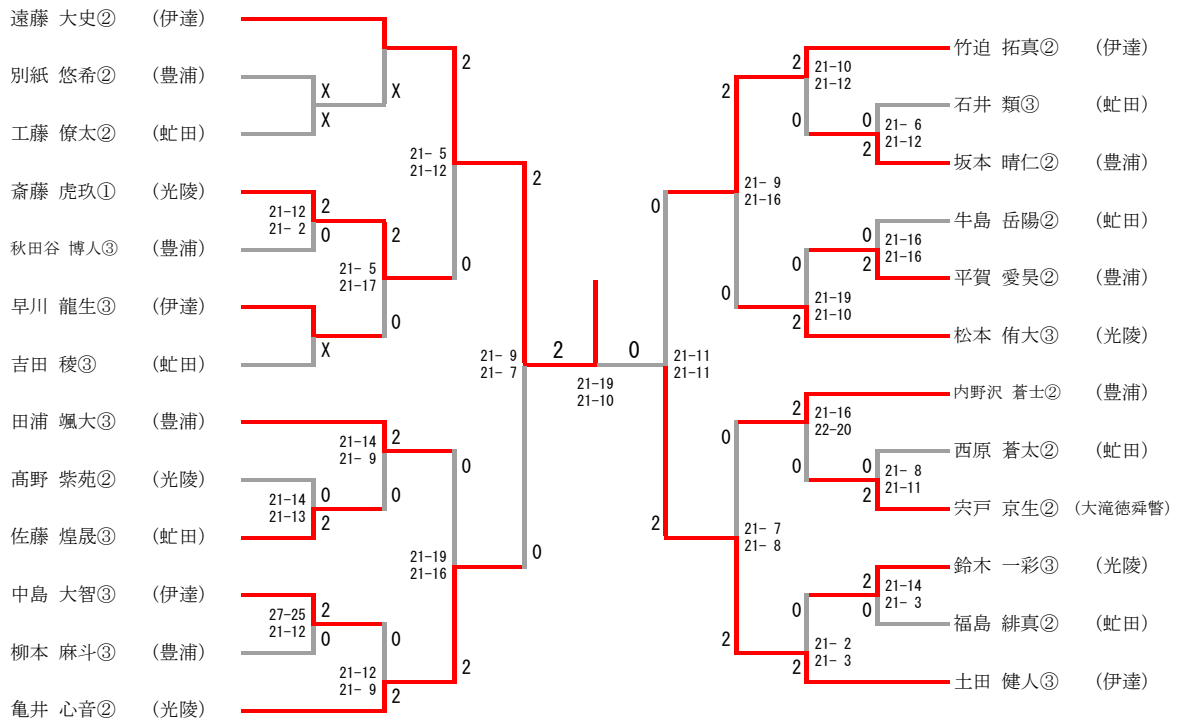 遠藤 大史② (伊達)
2
別紙 悠希② (豊浦)
X
X
X
工藤 僚太② (虻田)
21- 5
21-12
2
斎藤 虎玖① (光陵)
21-12
21- 2
2
0
2
秋田谷 博人③ (豊浦)
21- 5
21-17
0
早川 龍生③ (伊達)
0
X
吉田 稜③ (虻田)
21- 9
21- 7
田浦 颯大③ (豊浦)
21-14
21- 9
2
0
0
髙野 紫苑② (光陵)
21-14
21-13
0
2
佐藤 煌晟③ (虻田)
21-19
21-16
0
中島 大智③ (伊達)
27-25
21-12
2
0
0
柳本 麻斗③ (豊浦)
21-12
21- 9
2
2
亀井 心音② (光陵)
2
0
21-19
21-10
竹迫 拓真② (伊達)
2
21-10
21-12
2
0
石井 類③ (虻田)
0
21- 6
21-12
2
坂本 晴仁② (豊浦)
21- 9
21-16
0
牛島 岳陽② (虻田)
0
21-16
21-16
2
平賀 愛昊② (豊浦)
0
0
21-19
21-10
2
松本 侑大③ (光陵)
21-11
21-11
内野沢 蒼士② (豊浦)
2
21-16
22-20
0
0
西原 蒼太② (虻田)
0
21- 8
21-11
2
宍戸 京生② (大滝徳舜瞥)
2
21- 7
21- 8
鈴木 一彩③ (光陵)
2
21-14
21- 3
0
0
福島 緋真② (虻田)
2
21- 2
21- 3
2
土田 健人③ (伊達)